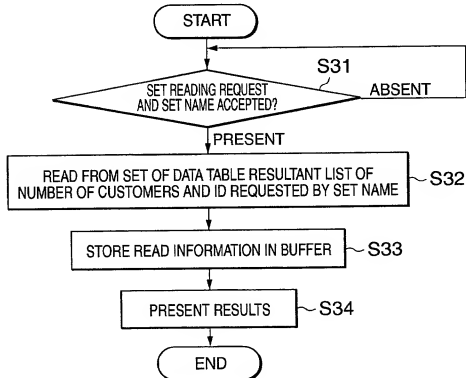 START
SET READING REQUEST
AND SET NAME ACCEPTED?
S31
ABSENT
PRESENT
READ FROM SET OF DATA TABLE RESULTANT LIST OF
NUMBER OF CUSTOMERS AND ID REQUESTED BY SET NAME
S32
STORE READ INFORMATION IN BUFFER
S33
PRESENT RESULTS
S34
END